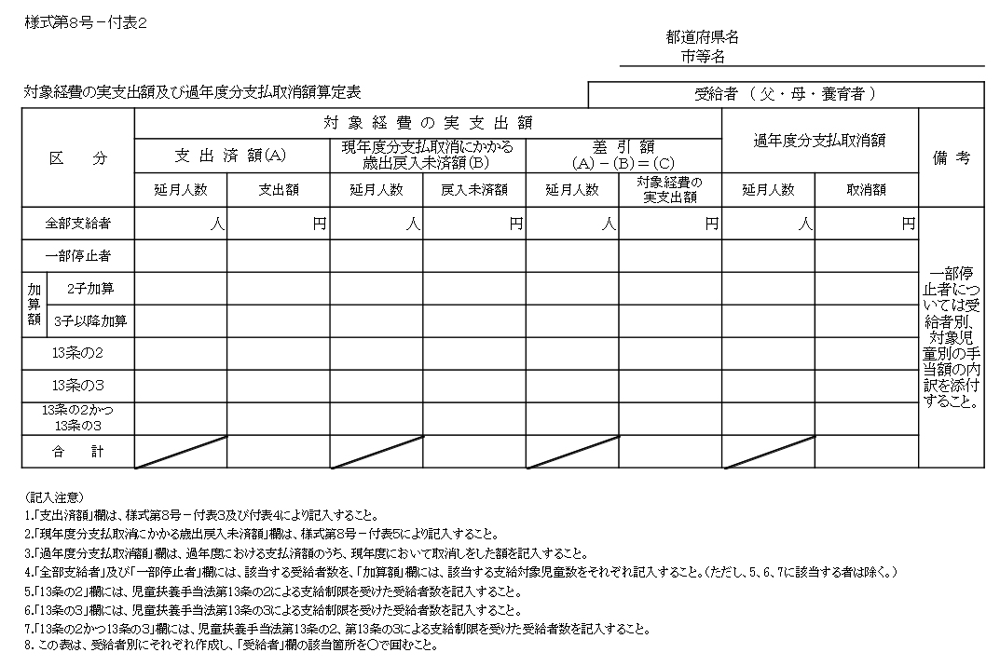 様式第８号－付表２
都道府県名
市等名
対象経費の実支出額及び過年度分支払取消額算定表
受給者（父・母・養育者）
区　分
対象経費の実支出額
過年度分支払取消額
備考
支出済額(A)
現年度分支払取消にかかる
歳出戻入未済額(B)
差引額
(A)－(B)＝(C)
延月人数
支出額
延月人数
戻入未済額
延月人数
対象経費の
実支出額
延月人数
取消額
全部支給者
人
円
人
円
人
円
人
円
一部停止者
加算額
2子加算
3子以降加算
13条の2
13条の3
13条の2かつ
13条の3
合　計
一部停
止者につ
いては受
給者別、
対象児
童別の手
当額の内
訳を添付
すること。
（記入注意）
1.「支出済額」欄は、様式第８号－付表３及び付表４により記入すること。
2.「現年度分支払取消にかかる歳出戻入未済額」欄は、様式第８号－付表５により記入すること。
3.「過年度分支払取消額」欄は、過年度における支払済額のうち、現年度において取消しをした額を記入すること。
4.「全部支給者」及び「一部停止者」欄には、該当する受給者数を、「加算額」欄には、該当する支給対象児童数をそれぞれ記入すること。（ただし、5、6、7に該当する者は除く。）
5.「13条の2」欄には、児童扶養手当法第13条の2による支給制限を受けた受給者数を記入すること。
6.「13条の3」欄には、児童扶養手当法第13条の3による支給制限を受けた受給者数を記入すること。
7.「13条の2かつ13条の3」欄には、児童扶養手当法第13条の2、第13条の3による支給制限を受けた受給者数を記入すること。
8. この表は、受給者別にそれぞれ作成し、「受給者」欄の該当箇所を○で囲むこと。